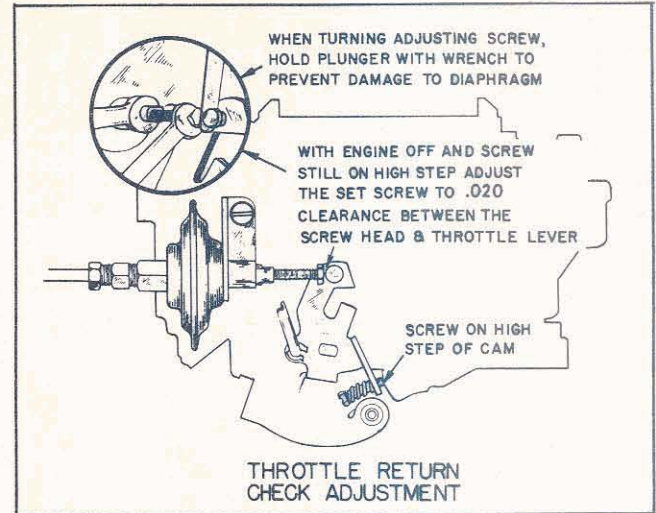 WHEN TURNING ADJUSTING SCREW,
HOLD PLUNGER WITH WRENCH TO
PREVENT DAMAGE TO DIAPHRAGM
WITH ENGINE OFF AND SCREW
STILL ON HIGH STEP ADJUST
THE SET SCREW TO .020
CLEARANCE BETWEEN THE
SCREW HEAD & THROTTLE LEVER
SCREW ON HIGH
STEP OF CAM
THROTTLE RETURN
CHECK ADJUSTMENT